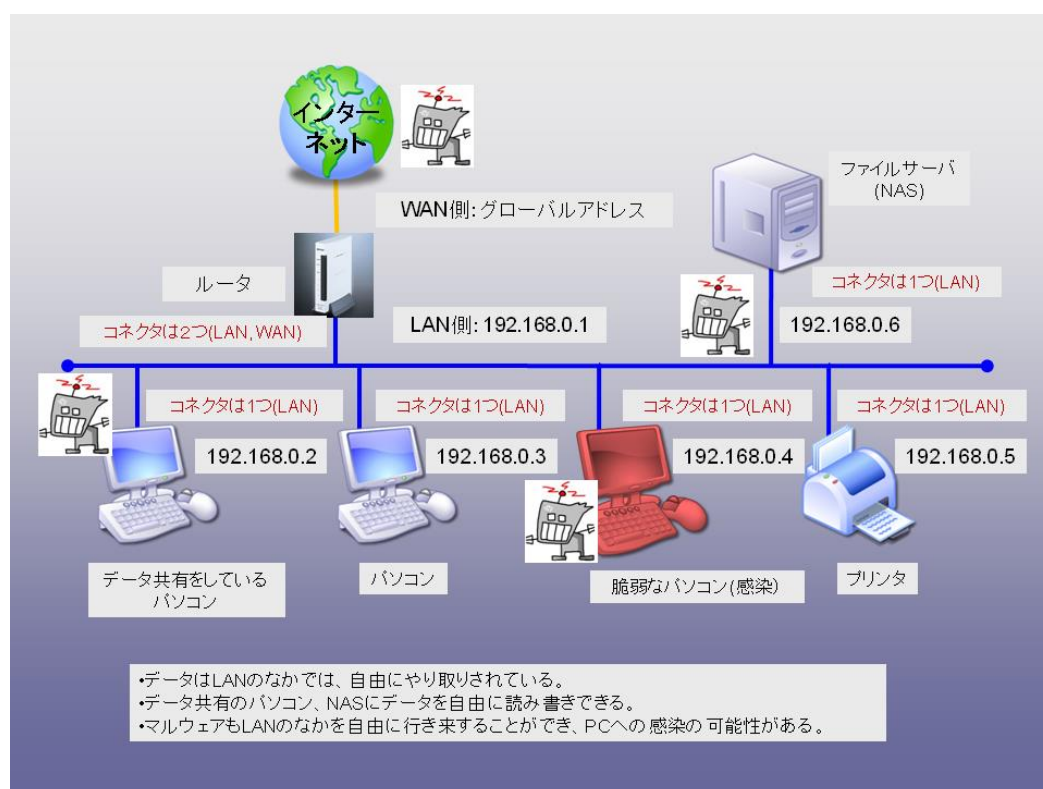 インター
ネット
ファイルサーバ
(NAS)
WAN側:グローバルアドレス
ルータ
コネクタは1つ(LAN)
コネクタは2つ(LAN,WAN)
LAN側:192.168.0.1
192.168.0.6
コネクタは1つ(LAN)
コネクタは1つ(LAN)
コネクタは1つ(LAN)
コネクタは1つ(LAN)
192.168.0.2
192.168.0.3
192.168.0.4
192.168.0.5
データ共有をしている
パソコン
パソコン
脆弱なパソコン(感染)
プリンタ
•データはLANのなかでは、自由にやり取りされている。
•データ共有のパソコン、NASにデータを自由に読み書きできる。
•マルウェアもLANのなかを自由に行き来することができ、PCへの感染の可能性がある。